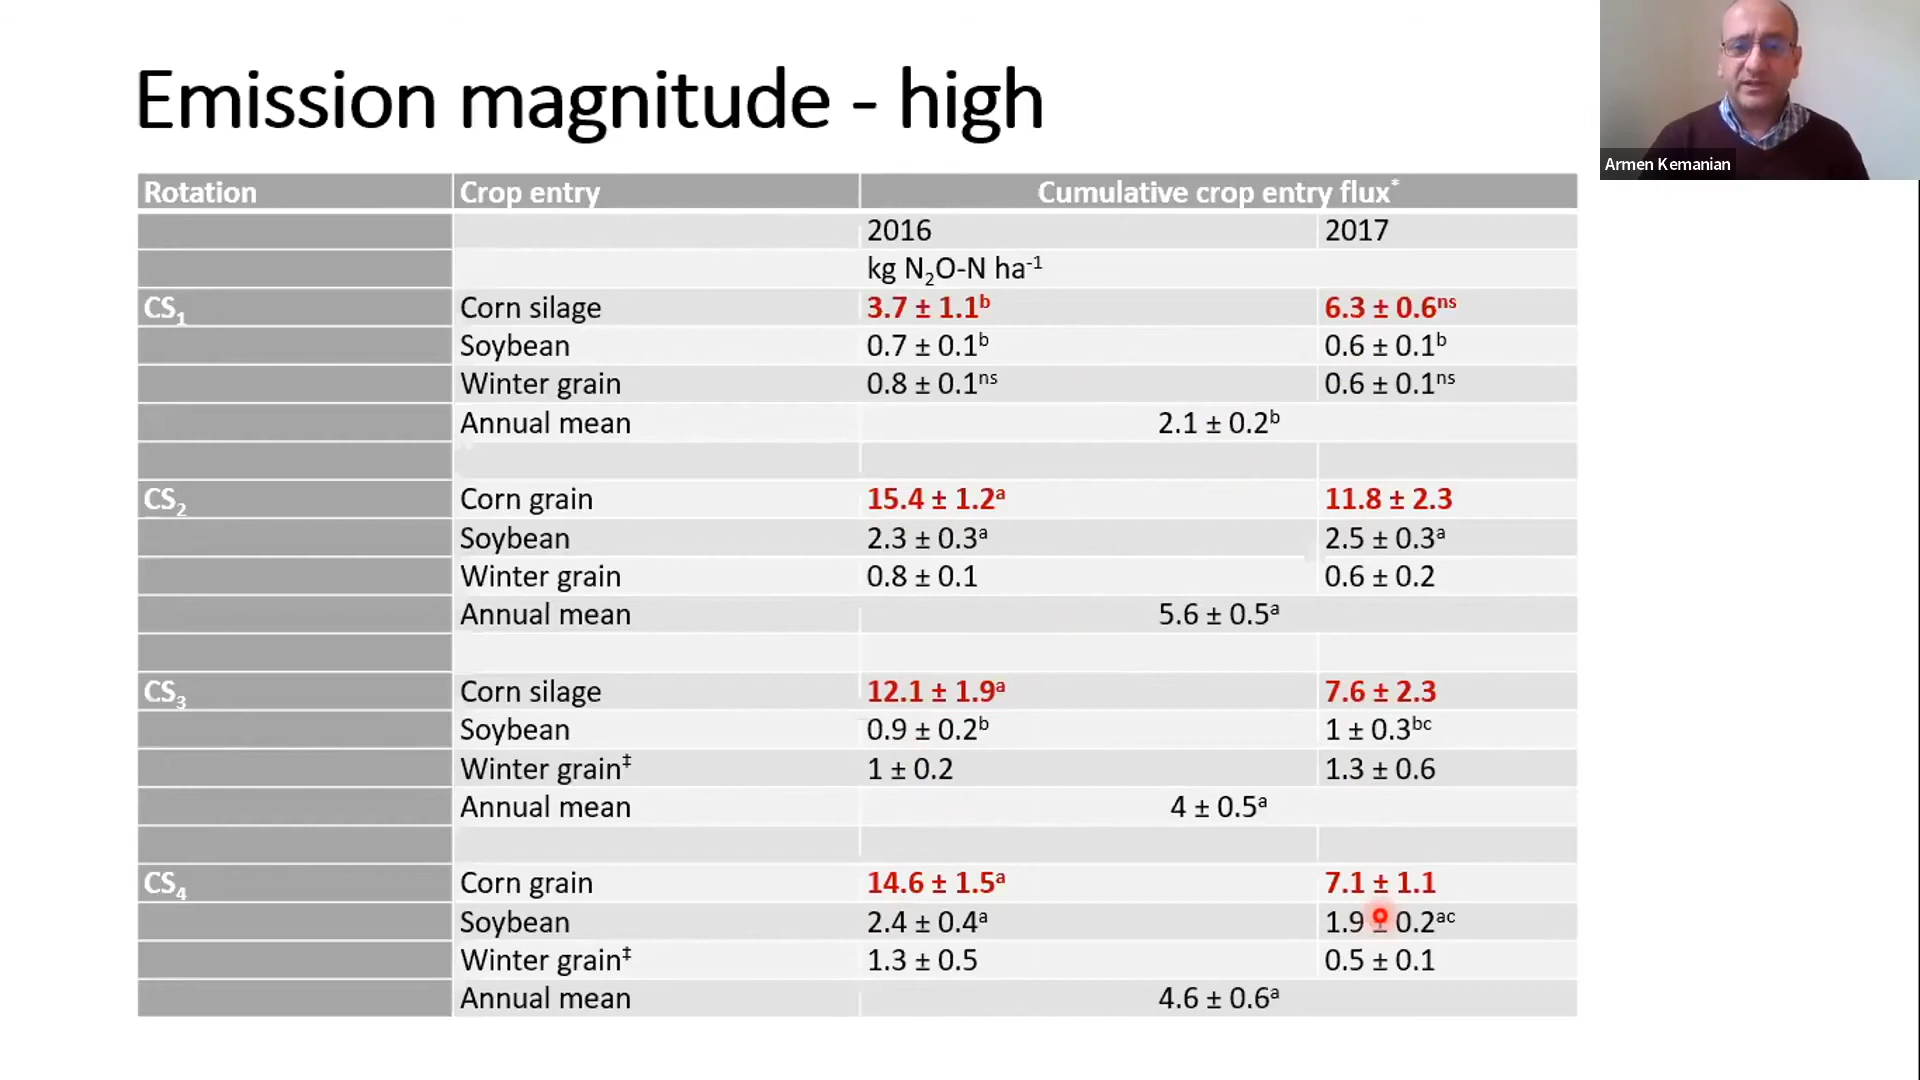 Emission magnitude - high
Armen Kemanian
Rotation Crop entry Cumulative crop entry flux*
2016 2017
kg N₂O-N ha⁻¹
CS₁ Corn silage 3.7 ± 1.1ᵇ 6.3 ± 0.6ⁿˢ
Soybean 0.7 ± 0.1ᵇ 0.6 ± 0.1ᵇ
Winter grain 0.8 ± 0.1ⁿˢ 0.6 ± 0.1ⁿˢ
Annual mean 2.1 ± 0.2ᵇ
CS₂ Corn grain 15.4 ± 1.2ᵃ 11.8 ± 2.3
Soybean 2.3 ± 0.3ᵃ 2.5 ± 0.3ᵃ
Winter grain 0.8 ± 0.1 0.6 ± 0.2
Annual mean 5.6 ± 0.5ᵃ
CS₃ Corn silage 12.1 ± 1.9ᵃ 7.6 ± 2.3
Soybean 0.9 ± 0.2ᵇ 1 ± 0.3ᵇᶜ
Winter grain‡ 1 ± 0.2 1.3 ± 0.6
Annual mean 4 ± 0.5ᵃ
CS₄ Corn grain 14.6 ± 1.5ᵃ 7.1 ± 1.1
Soybean 2.4 ± 0.4ᵃ 1.9 ± 0.2ᵃᶜ
Winter grain‡ 1.3 ± 0.5 0.5 ± 0.1
Annual mean 4.6 ± 0.6ᵃ